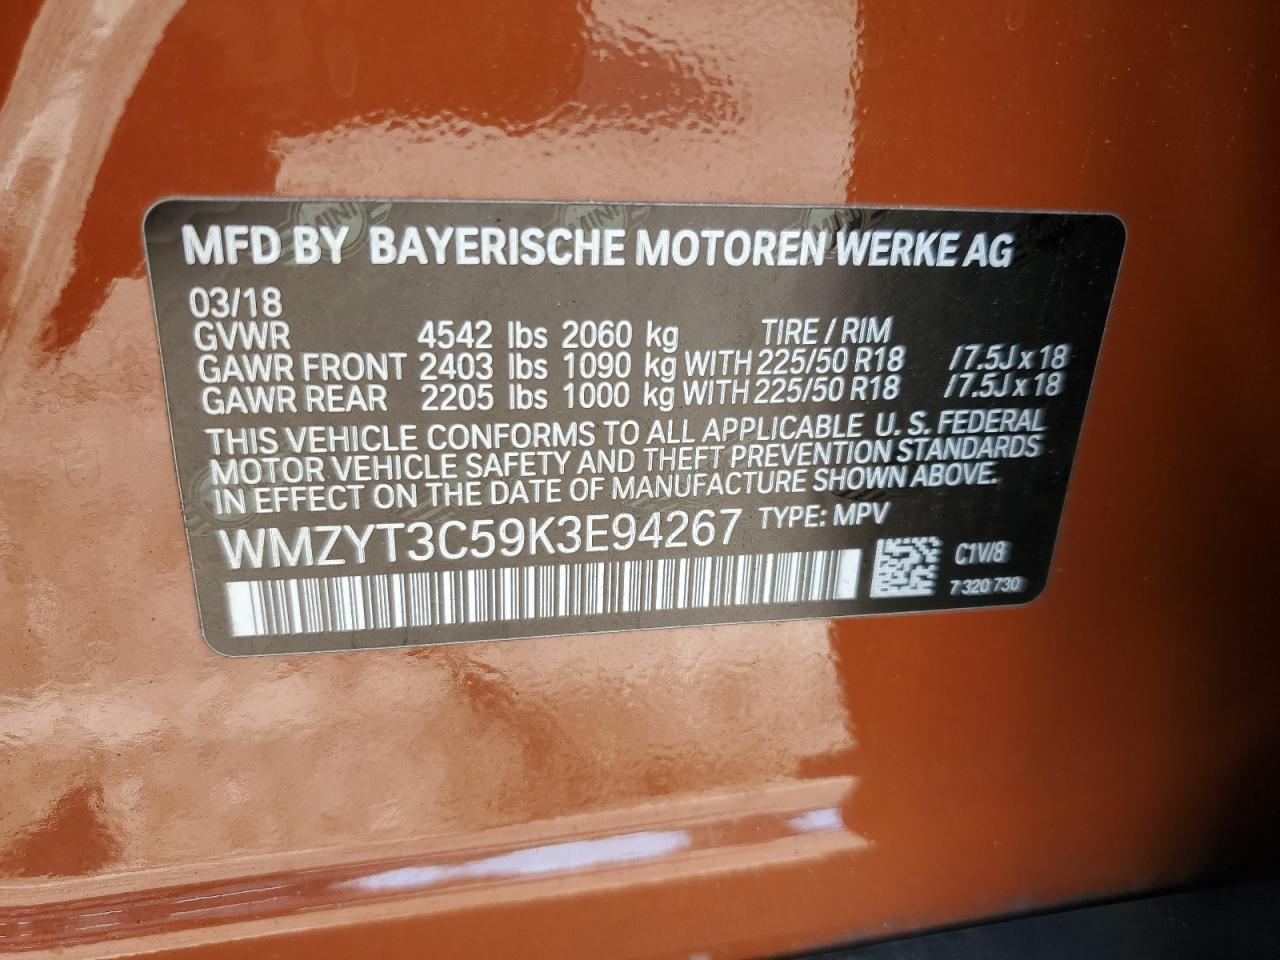 MINI MINI MINI
MFD BY BAYERISCHE MOTOREN WERKE AG
03/18
GVWR 4542 lbs 2060 kg TIRE / RIM
GAWR FRONT 2403 lbs 1090 kg WITH 225/50 R18 /7.5J x 18
GAWR REAR 2205 lbs 1000 kg WITH 225/50 R18 /7.5J x 18
THIS VEHICLE CONFORMS TO ALL APPLICABLE U. S. FEDERAL
MOTOR VEHICLE SAFETY AND THEFT PREVENTION STANDARDS
IN EFFECT ON THE DATE OF MANUFACTURE SHOWN ABOVE.
WMZYT3C59K3E94267 TYPE: MPV
C1V/8
7 320 730